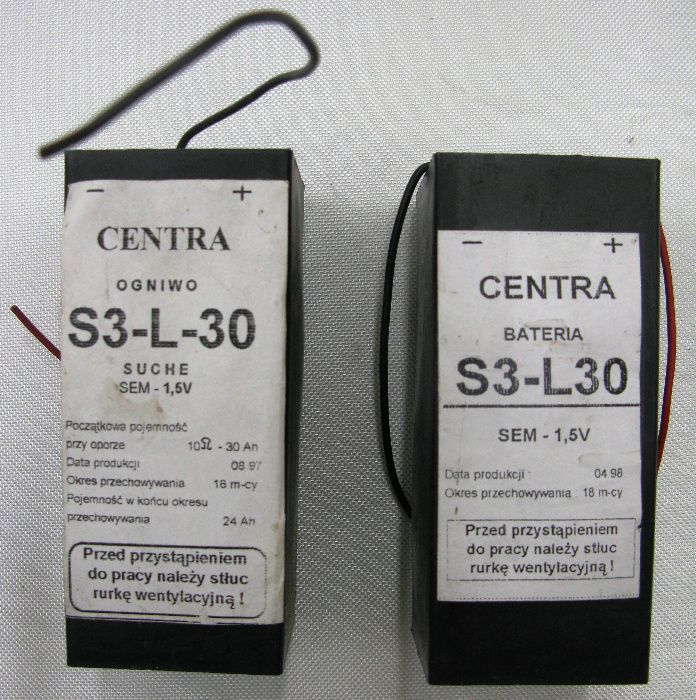 − +
CENTRA
OGNIWO
S3-L-30
SUCHE
SEM - 1,5V
Początkowa pojemność
przy oporze 10Ω - 30 Ah
Data produkcji 08.97
Okres przechowywania 18 m-cy
Pojemność w końcu okresu
przechowywania 24 Ah
Przed przystąpieniem
do pracy należy stłuc
rurkę wentylacyjną !
− +
CENTRA
BATERIA
S3-L30
SEM - 1,5V
Data produkcji : 04.98
Okres przechowywania : 18 m-cy
Przed przystąpieniem
do pracy należy stłuc
rurkę wentylacyjną !